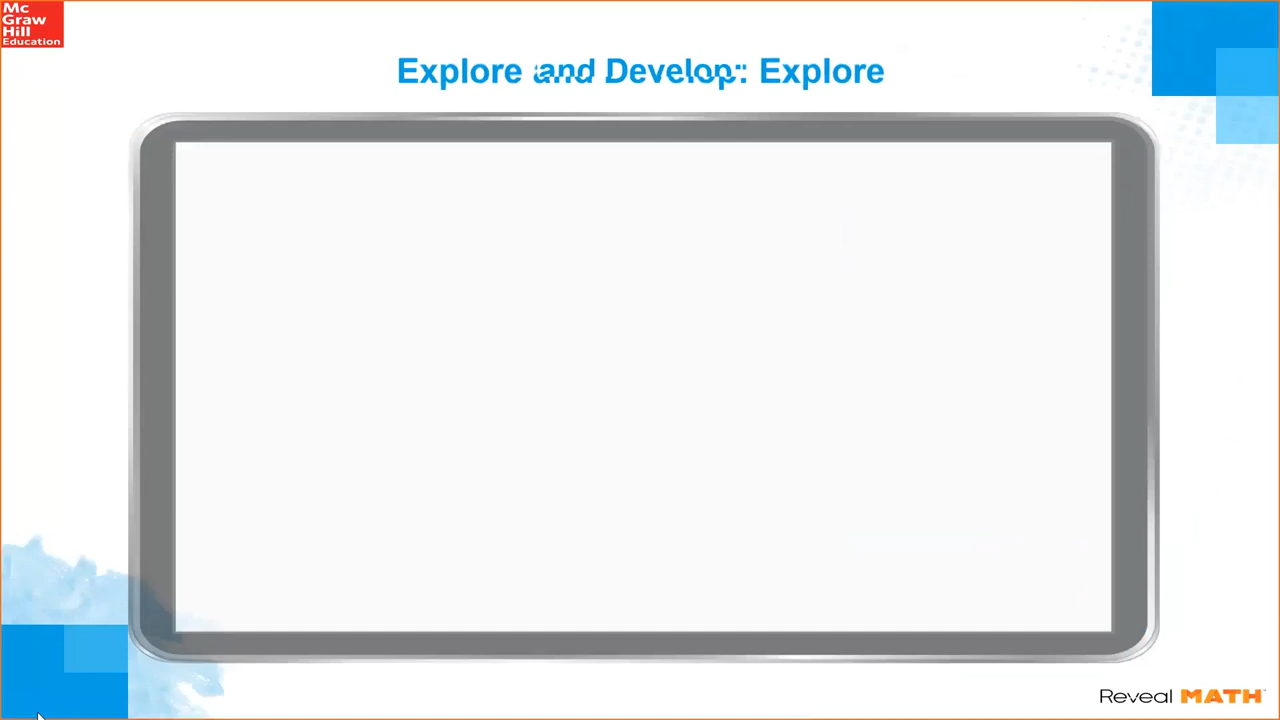 Mc
Graw
Hill
Education
Explore and Develop: Explore
Reveal MATH